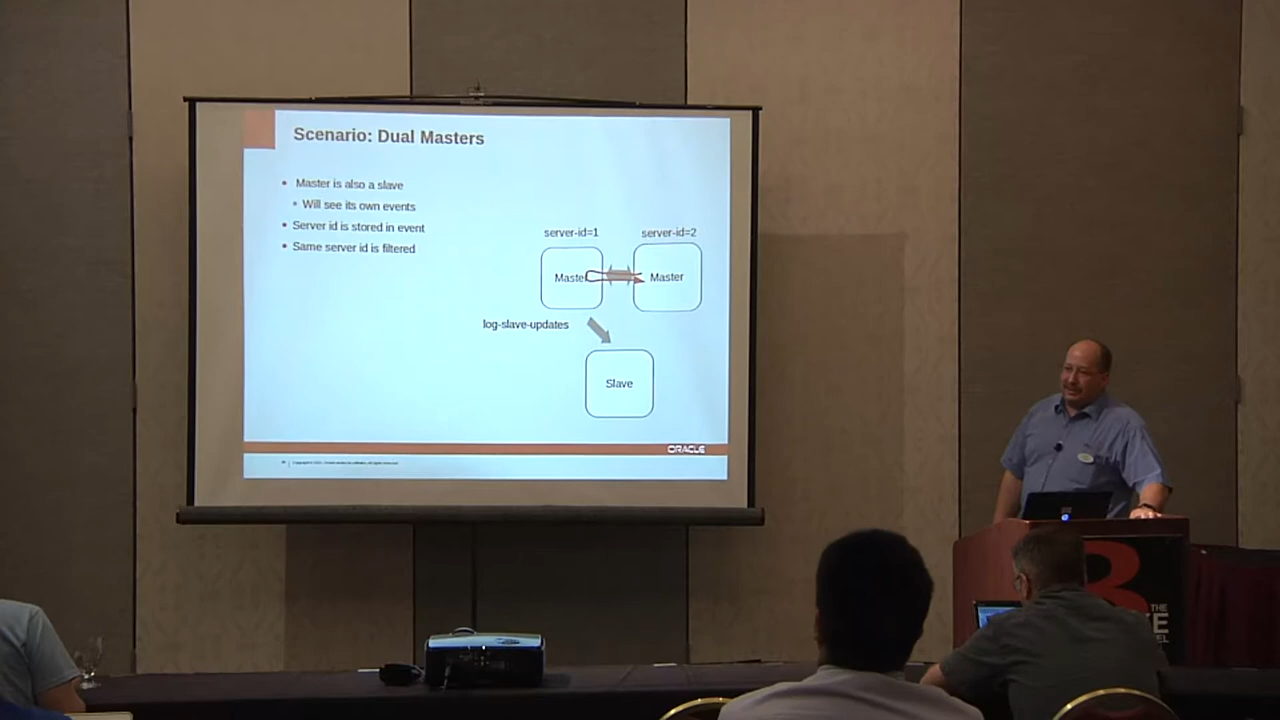 Scenario: Dual Masters
Master is also a slave
Will see its own events
Server id is stored in event
Same server id is filtered
server-id=1 server-id=2
Master Master
log-slave-updates
Slave
ORACLE
THE